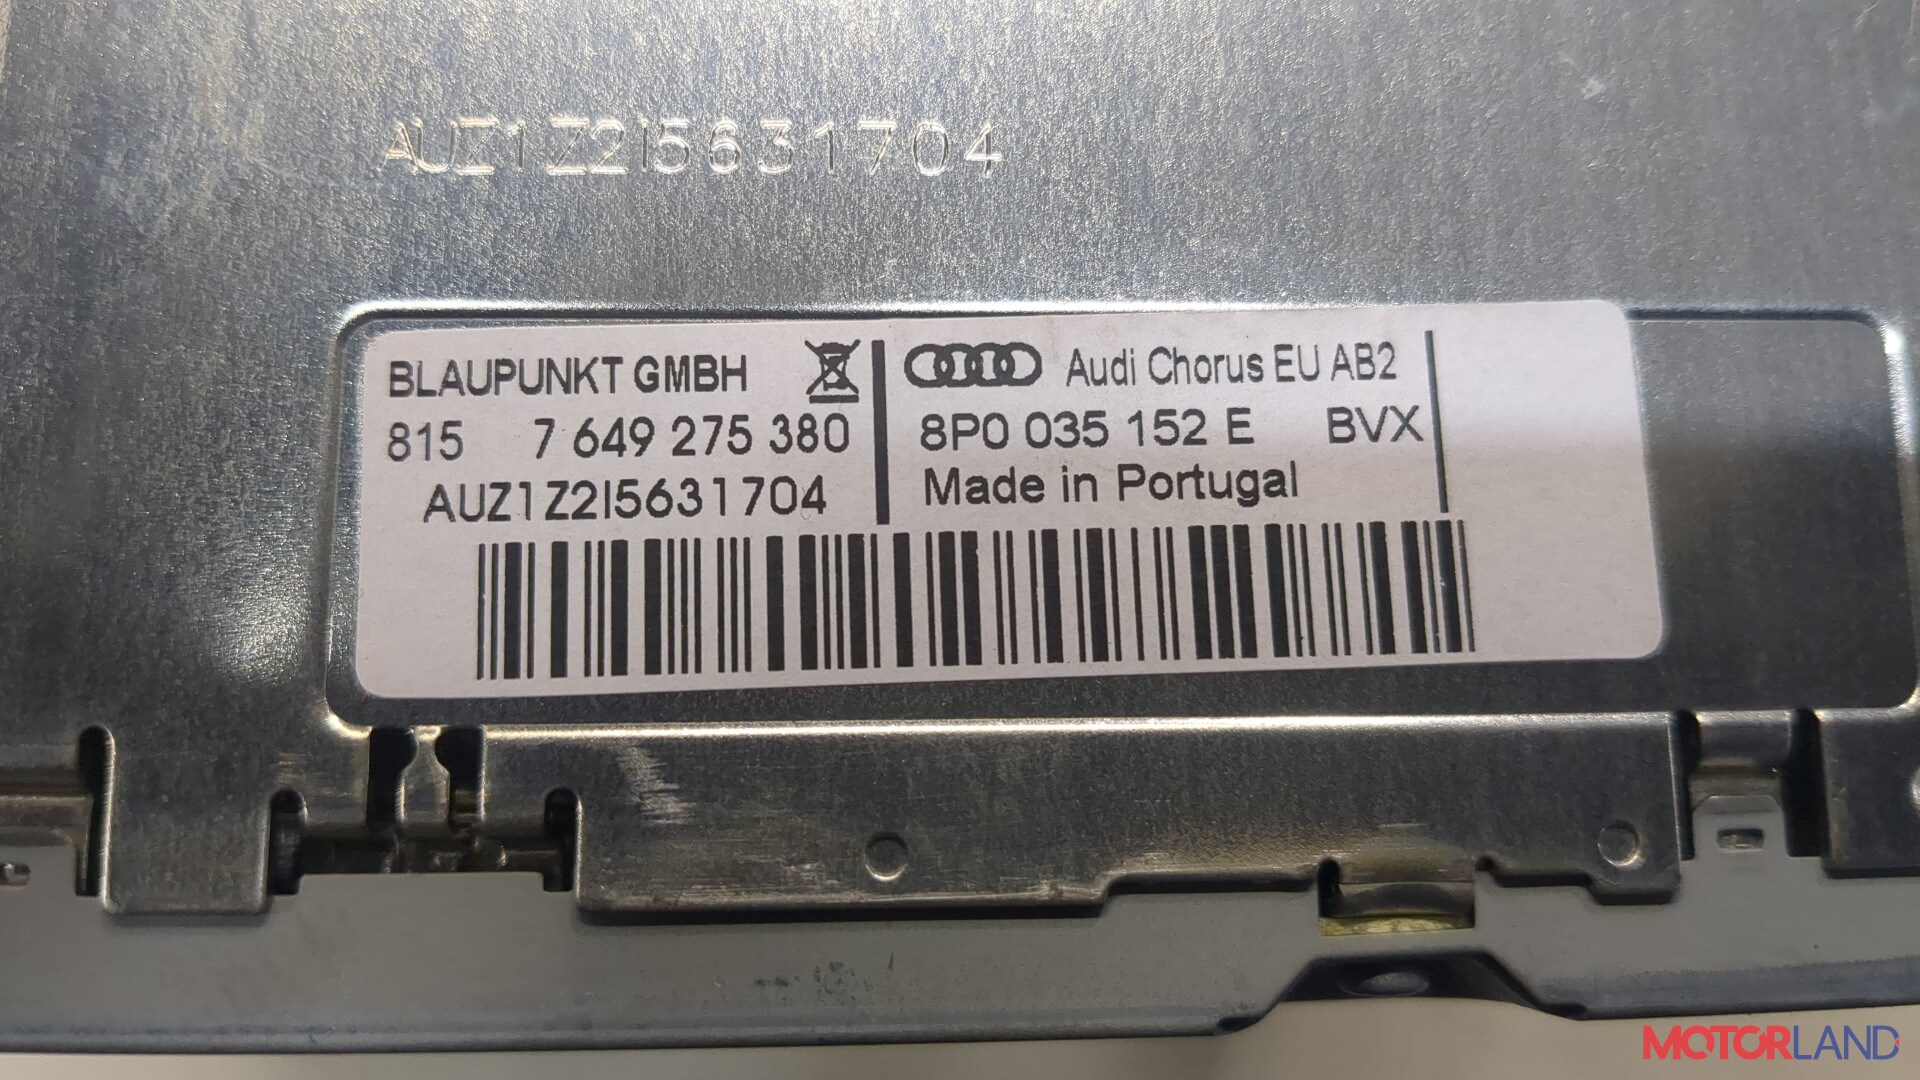 AUZ1Z2I5631704
BLAUPUNKT GMBH
815 7 649 275 380
AUZ1Z2I5631704
Audi Chorus EU AB2
8P0 035 152 E BVX
Made in Portugal
MOTORLAND